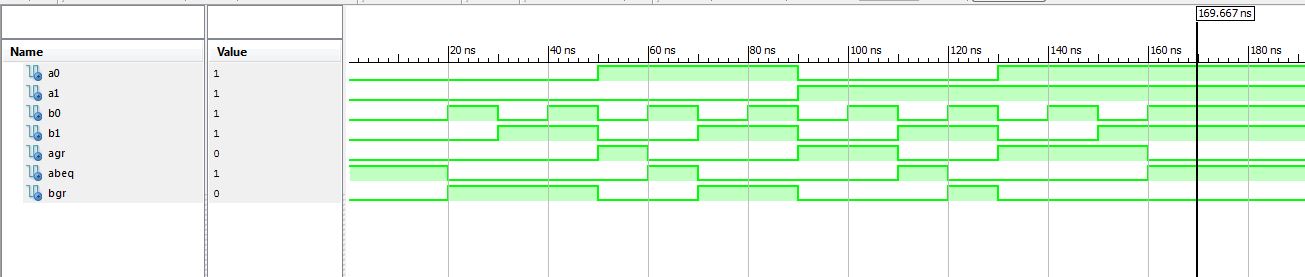 169.667 ns
Name Value
20 ns 40 ns 60 ns 80 ns 100 ns 120 ns 140 ns 160 ns 180 ns
a0 1
a1 1
b0 1
b1 1
agr 0
abeq 1
bgr 0